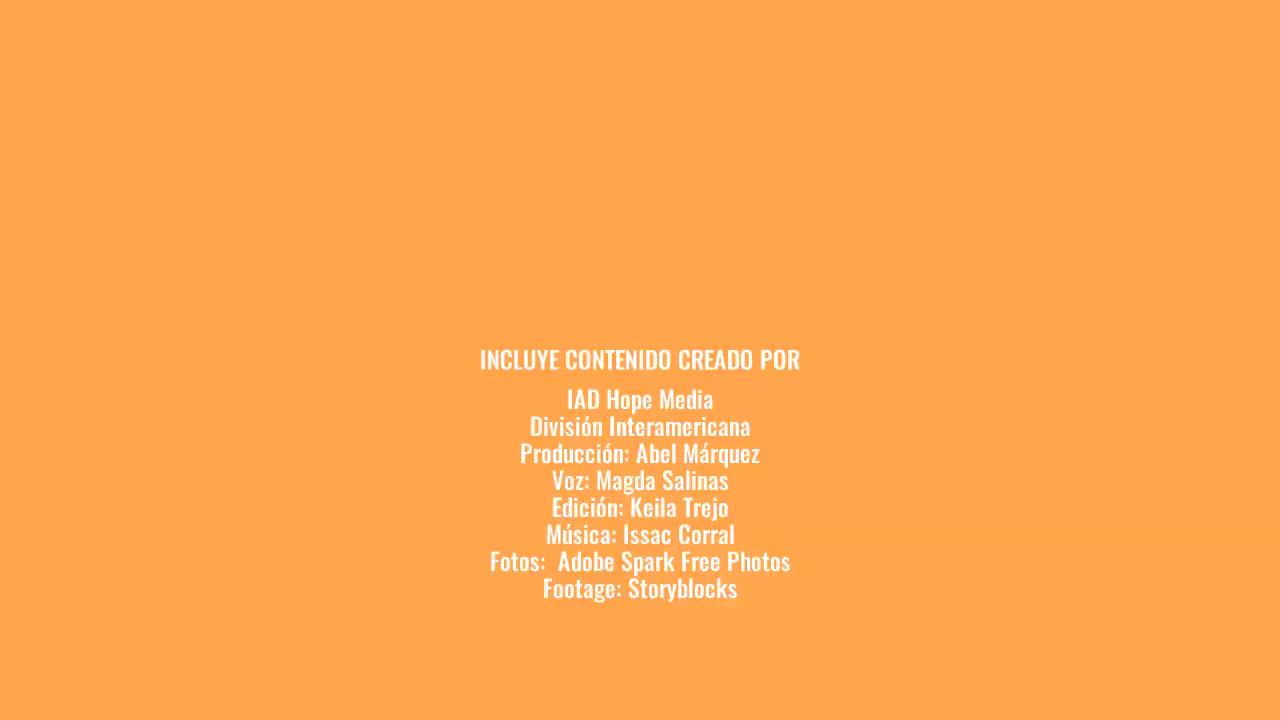 INCLUYE CONTENIDO CREADO POR
IAD Hope Media
División Interamericana
Producción: Abel Márquez
Voz: Magda Salinas
Edición: Keila Trejo
Música: Issac Corral
Fotos:  Adobe Spark Free Photos
Footage: Storyblocks